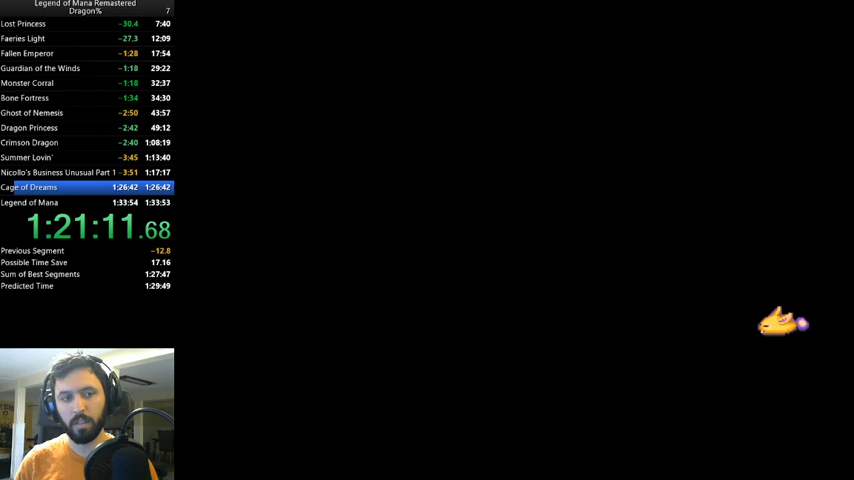 Legend of Mana Remastered
Dragon% 7
Lost Princess −30.4 7:40
Faeries Light −27.3 12:09
Fallen Emperor −1:28 17:54
Guardian of the Winds −1:18 29:22
Monster Corral −1:18 32:37
Bone Fortress −1:34 34:30
Ghost of Nemesis −2:50 43:57
Dragon Princess −2:42 49:12
Crimson Dragon −2:40 1:08:19
Summer Lovin' −3:45 1:13:40
Nicollo's Business Unusual Part 1 −3:51 1:17:17
Cage of Dreams 1:26:42 1:26:42
Legend of Mana 1:33:54 1:33:53
1:21:11.68
Previous Segment −12.8
Possible Time Save 17.16
Sum of Best Segments 1:27:47
Predicted Time 1:29:49